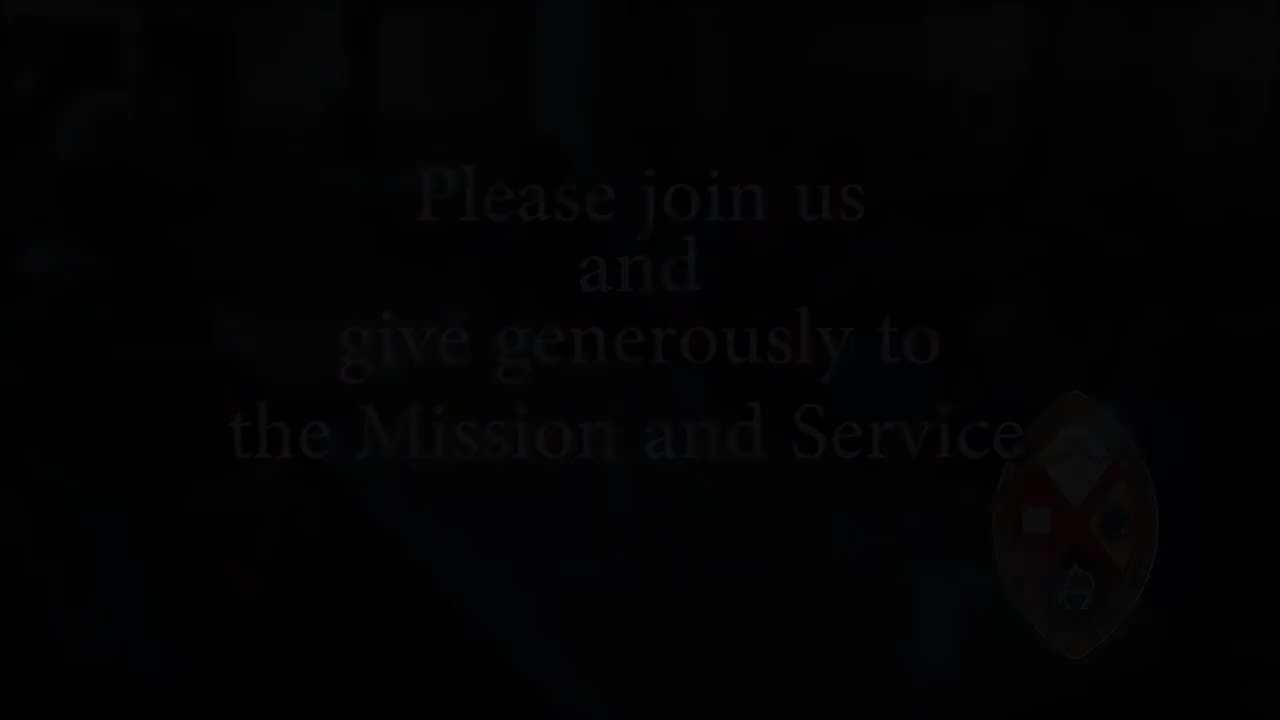 Please join us
and
give generously to
the Mission and Service